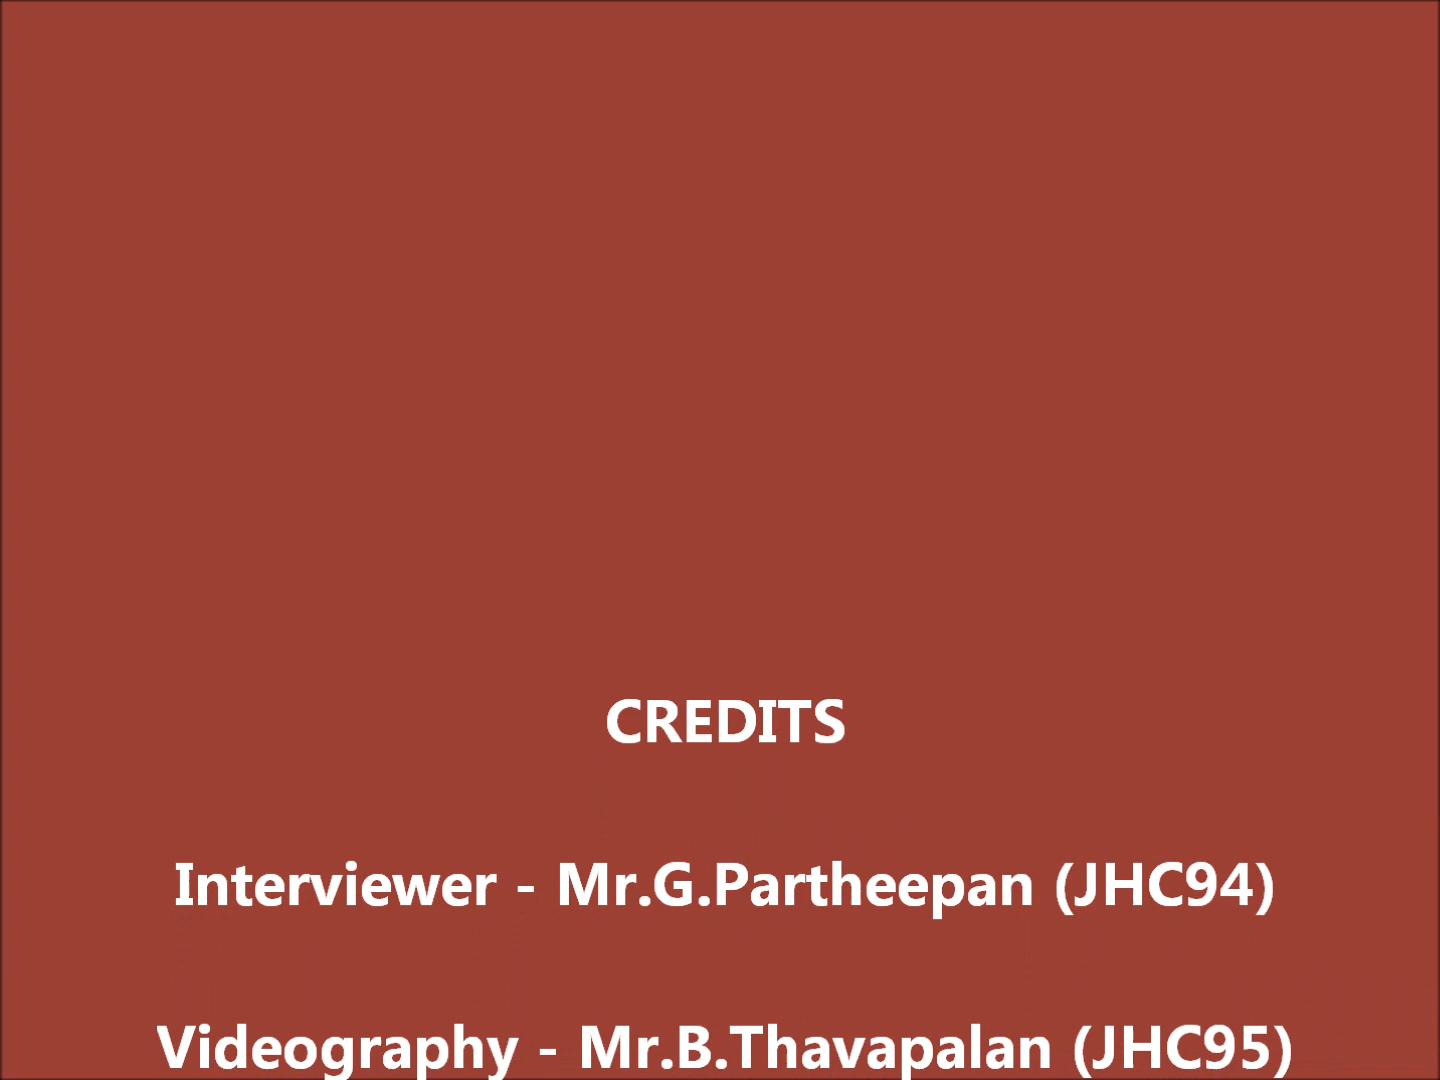 CREDITS
Interviewer - Mr.G.Partheepan (JHC94)
Videography - Mr.B.Thavapalan (JHC95)